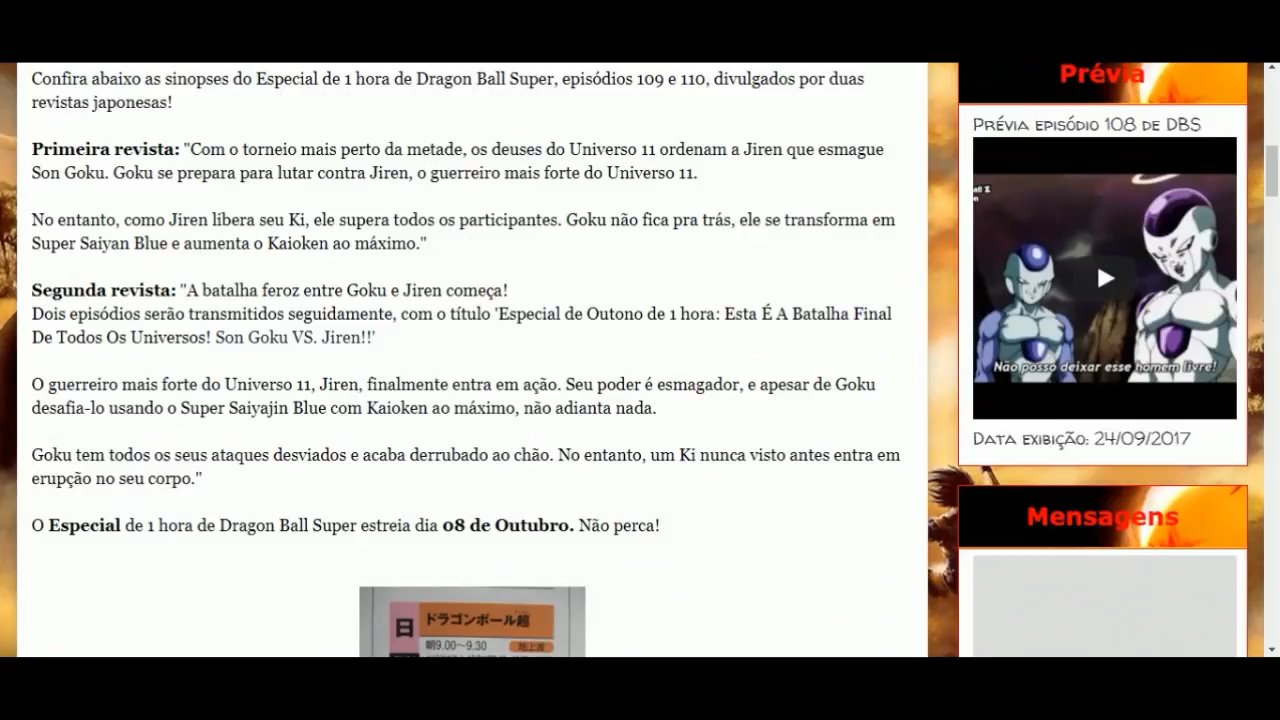 Confira abaixo as sinopses do Especial de 1 hora de Dragon Ball Super, episódios 109 e 110, divulgados por duas
revistas japonesas!
Primeira revista: "Com o torneio mais perto da metade, os deuses do Universo 11 ordenam a Jiren que esmague
Son Goku. Goku se prepara para lutar contra Jiren, o guerreiro mais forte do Universo 11.
No entanto, como Jiren libera seu Ki, ele supera todos os participantes. Goku não fica pra trás, ele se transforma em
Super Saiyan Blue e aumenta o Kaioken ao máximo."
Segunda revista: "A batalha feroz entre Goku e Jiren começa!
Dois episódios serão transmitidos seguidamente, com o título 'Especial de Outono de 1 hora: Esta É A Batalha Final
De Todos Os Universos! Son Goku VS. Jiren!!'
O guerreiro mais forte do Universo 11, Jiren, finalmente entra em ação. Seu poder é esmagador, e apesar de Goku
desafia-lo usando o Super Saiyajin Blue com Kaioken ao máximo, não adianta nada.
Goku tem todos os seus ataques desviados e acaba derrubado ao chão. No entanto, um Ki nunca visto antes entra em
erupção no seu corpo."
O Especial de 1 hora de Dragon Ball Super estreia dia 08 de Outubro. Não perca!
日
ドラゴンボール超
朝9.00〜9.30
地上波
Prévia
Prévia episódio 108 de DBS
Não posso deixar esse homem livre!
Data exibição: 24/09/2017
Mensagens